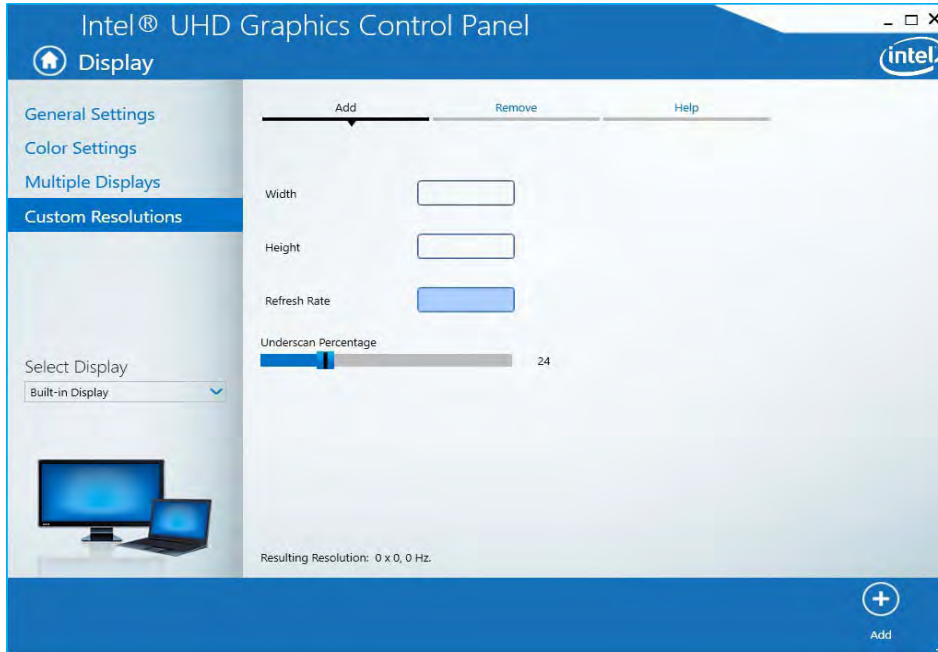 Intel® UHD Graphics Control Panel
Display
intel
General Settings
Color Settings
Multiple Displays
Custom Resolutions
Select Display
Built-in Display
Add Remove Help
Width
Height
Refresh Rate
Underscan Percentage
24
Resulting Resolution: 0 x 0, 0 Hz.
Add